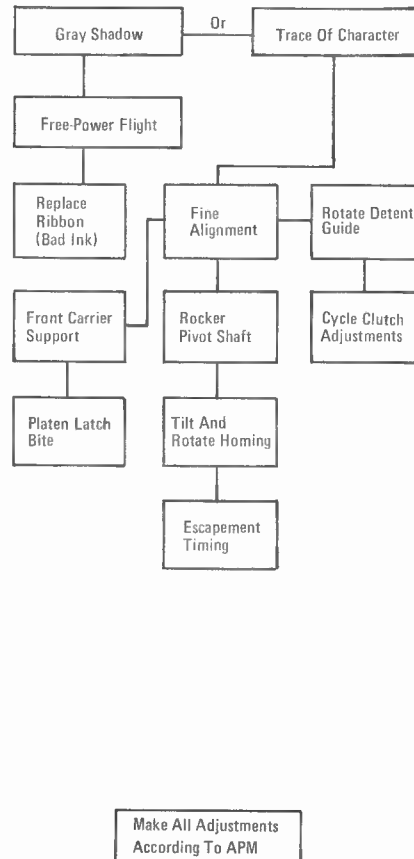 Gray Shadow
Or
Trace Of Character
Free-Power Flight
Replace
Ribbon
(Bad Ink)
Fine
Alignment
Rotate Detent
Guide
Front Carrier
Support
Rocker
Pivot Shaft
Cycle Clutch
Adjustments
Platen Latch
Bite
Tilt And
Rotate Homing
Escapement
Timing
Make All Adjustments
According To APM